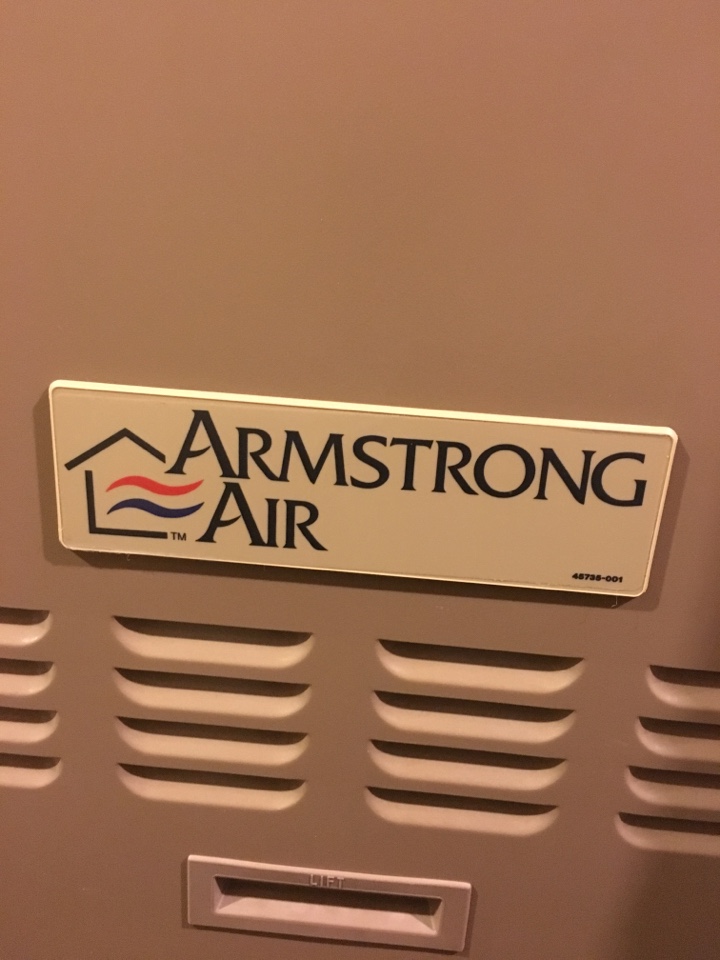 ARMSTRONG
AIR
TM
45735-001
LIFT